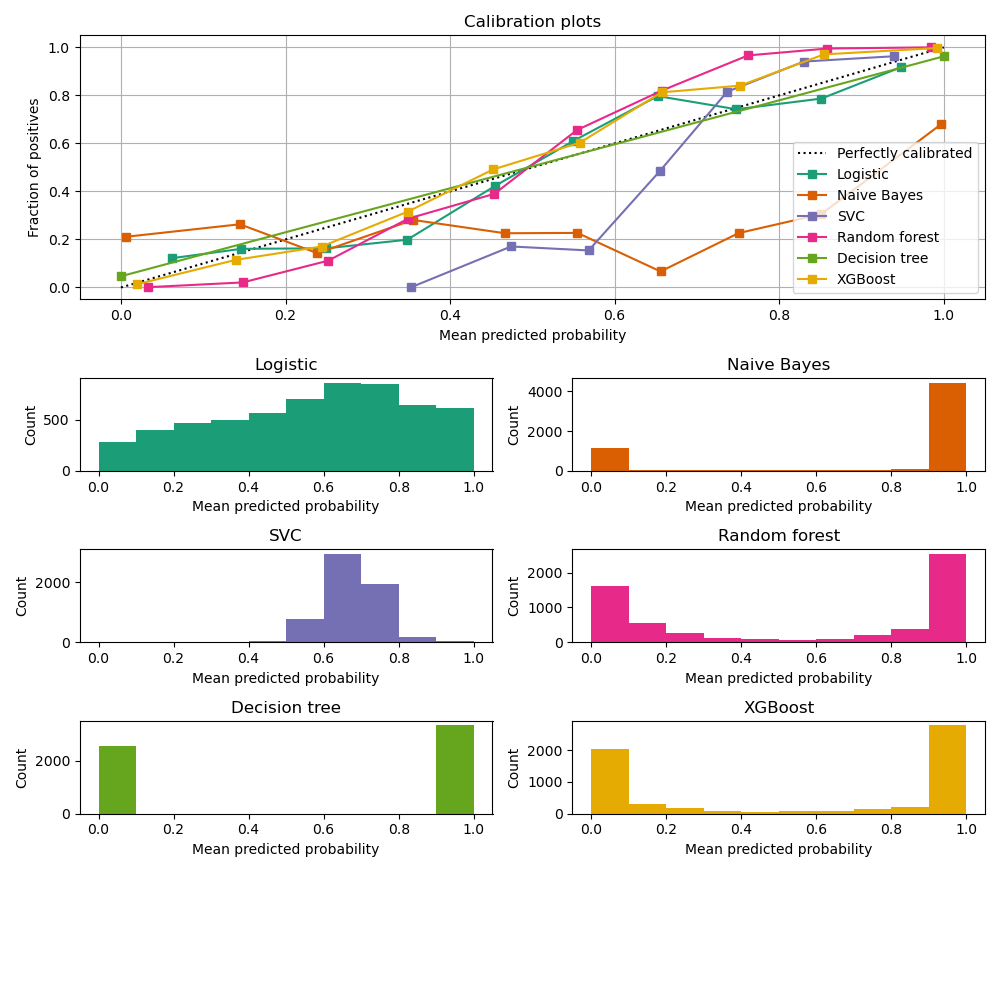 Calibration plots
1.0
0.8
0.6
0.4
0.2
0.0
Fraction of positives
Perfectly calibrated
Logistic
Naive Bayes
SVC
Random forest
Decision tree
XGBoost
0.0 0.2 0.4 0.6 0.8 1.0
Mean predicted probability
Logistic
500
0
Count
0.0 0.2 0.4 0.6 0.8 1.0
Mean predicted probability
Naive Bayes
4000
2000
0
Count
0.0 0.2 0.4 0.6 0.8 1.0
Mean predicted probability
SVC
2000
0
Count
0.0 0.2 0.4 0.6 0.8 1.0
Mean predicted probability
Random forest
2000
1000
0
Count
0.0 0.2 0.4 0.6 0.8 1.0
Mean predicted probability
Decision tree
2000
0
Count
0.0 0.2 0.4 0.6 0.8 1.0
Mean predicted probability
XGBoost
2000
1000
0
Count
0.0 0.2 0.4 0.6 0.8 1.0
Mean predicted probability